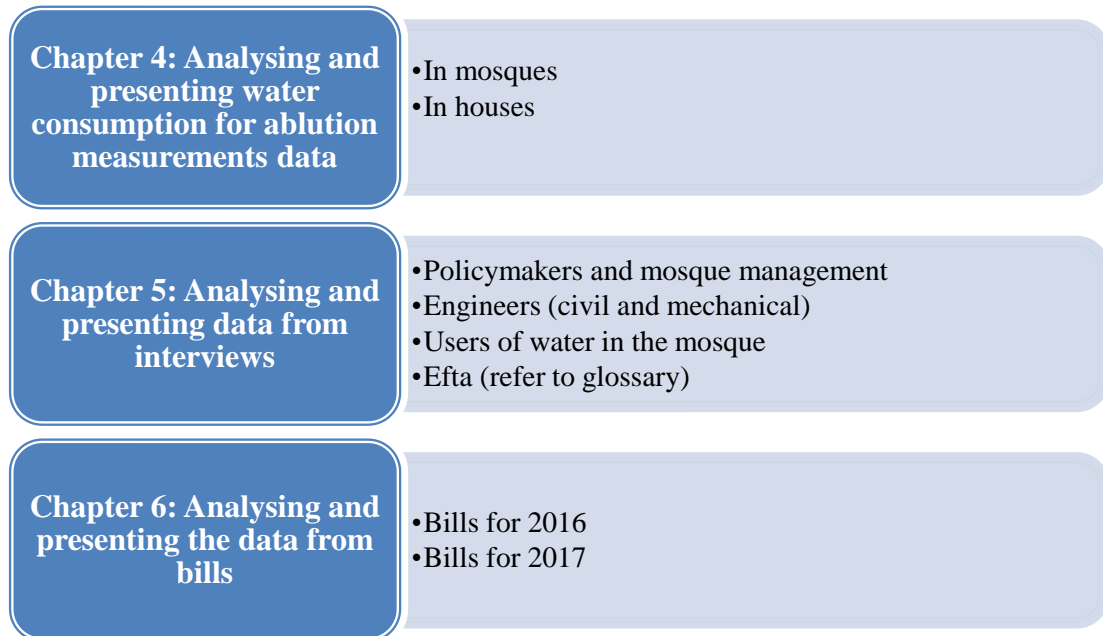 Chapter 4: Analysing and
presenting water
consumption for ablution
measurements data
•In mosques
•In houses
Chapter 5: Analysing and
presenting data from
interviews
•Policymakers and mosque management
•Engineers (civil and mechanical)
•Users of water in the mosque
•Efta (refer to glossary)
Chapter 6: Analysing and
presenting the data from
bills
•Bills for 2016
•Bills for 2017